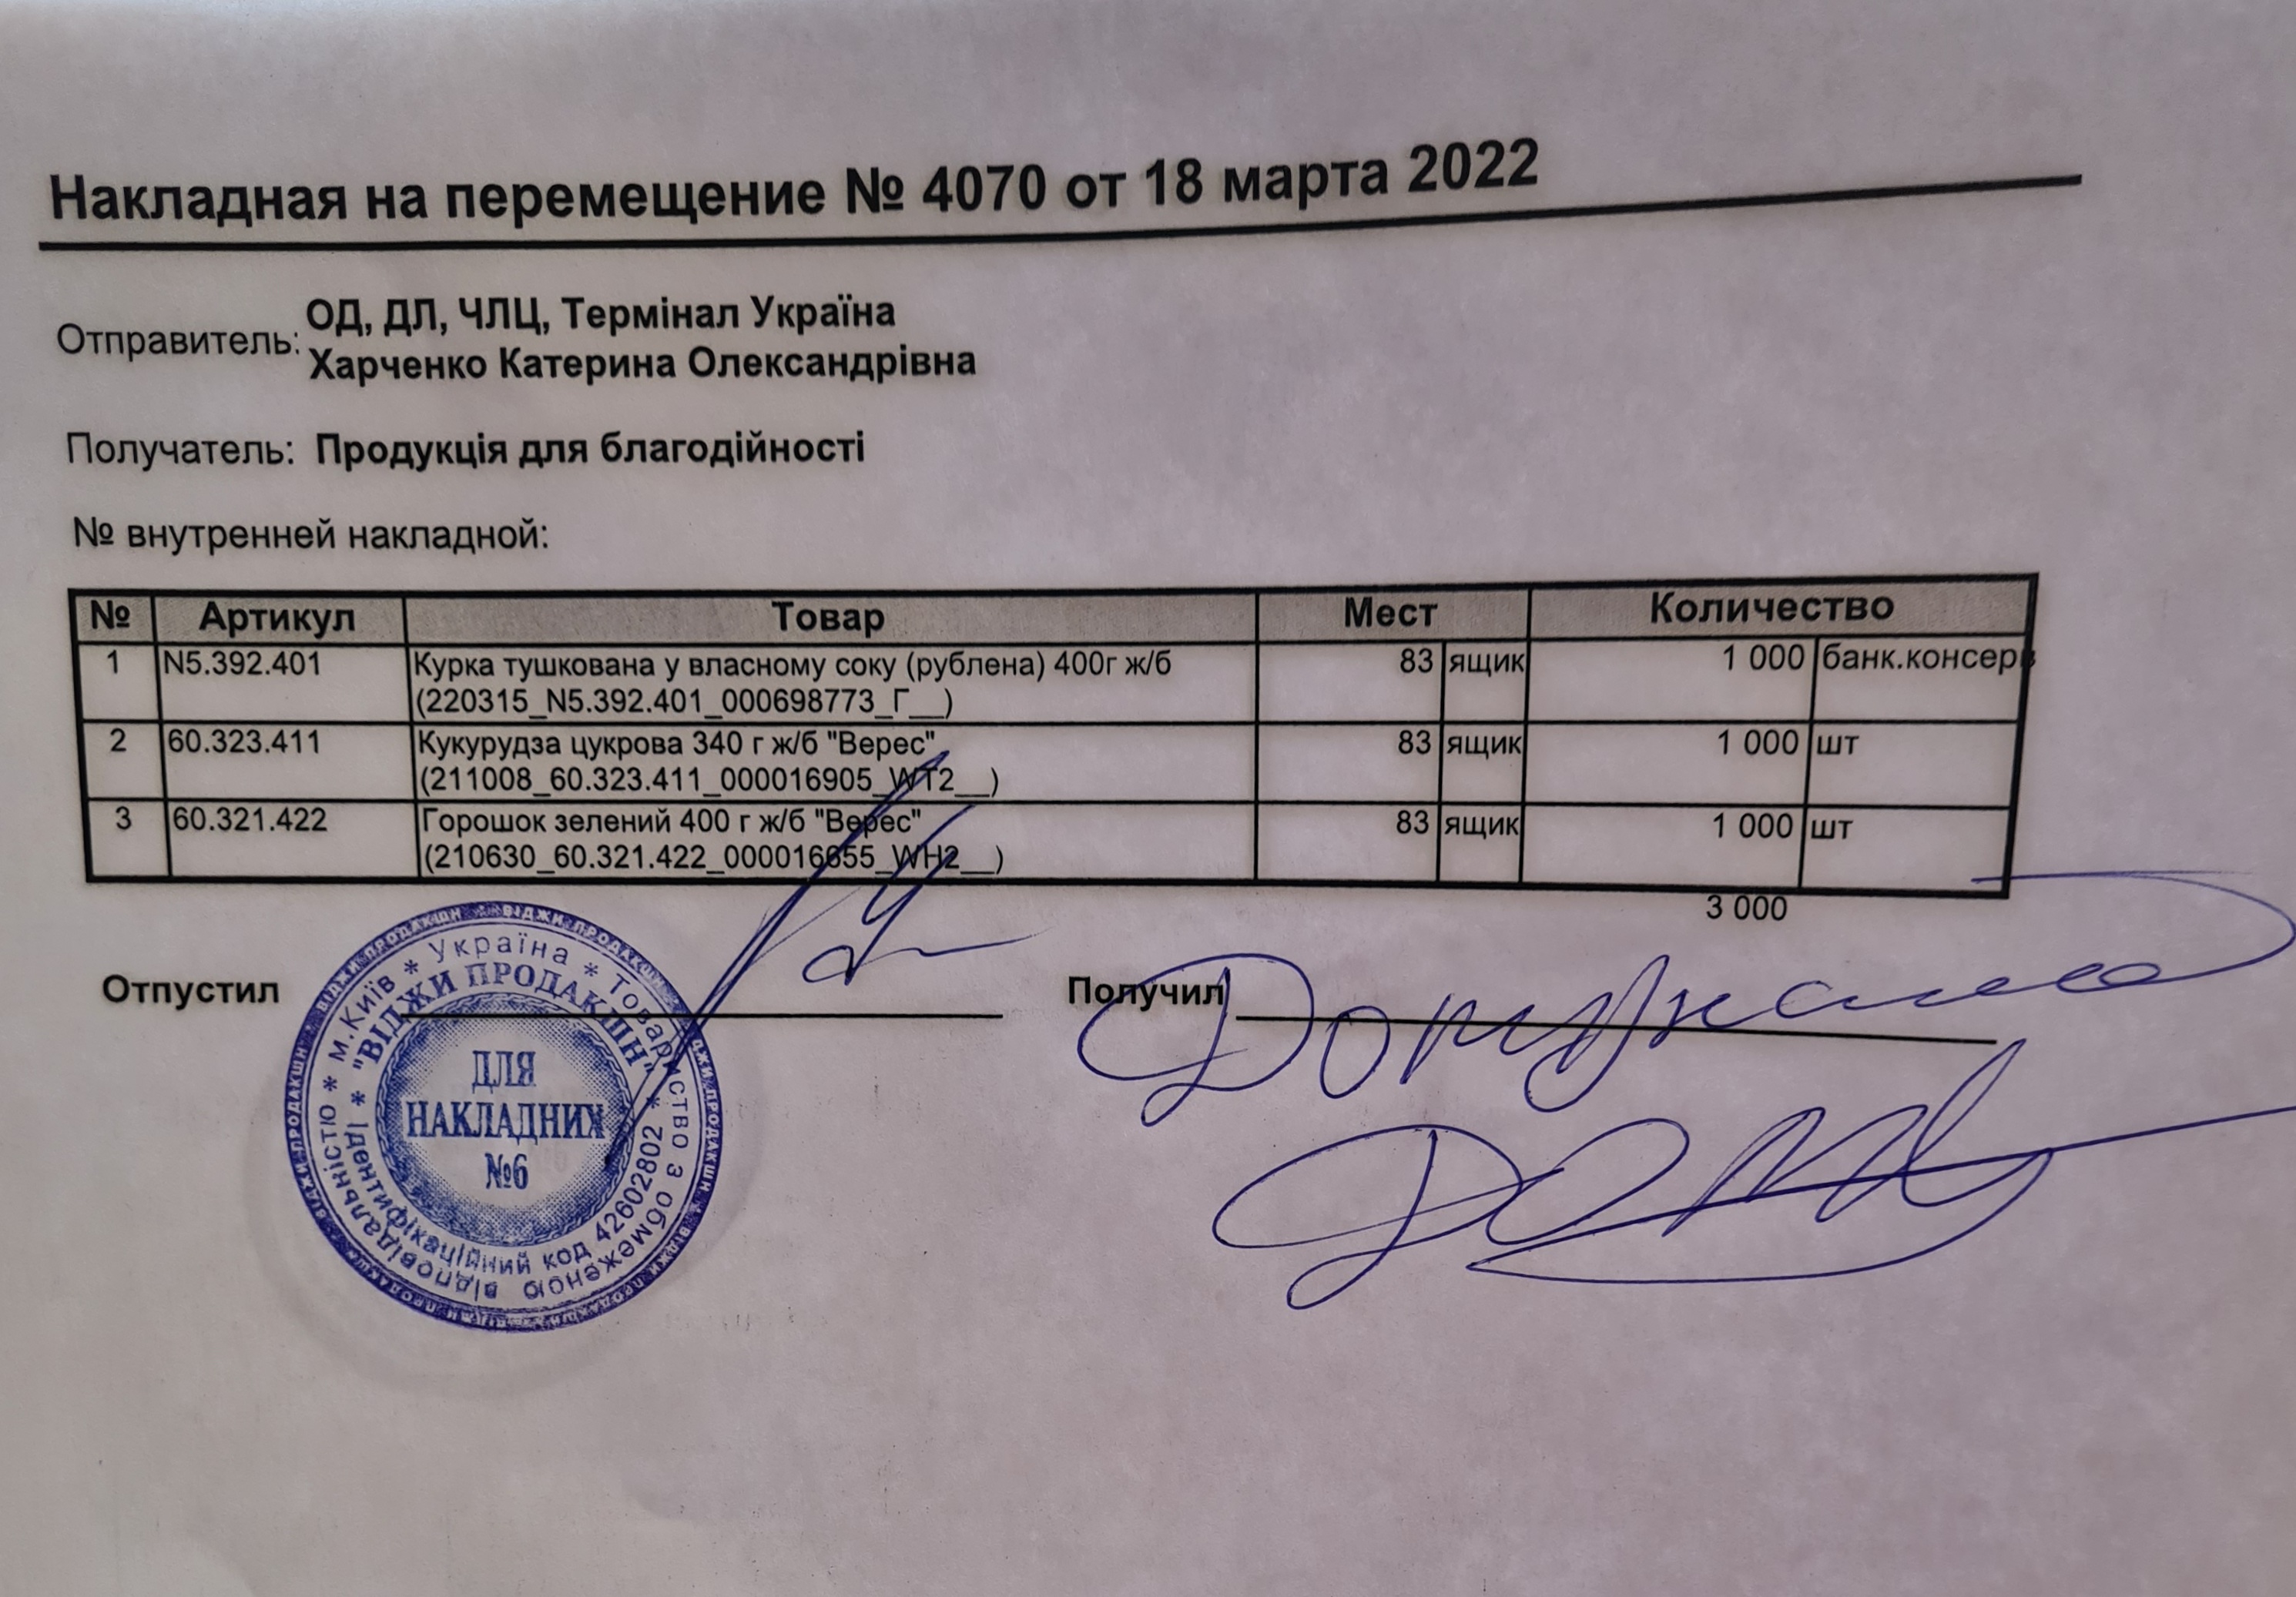 Накладная на перемещение № 4070 от 18 марта 2022
Отправитель: ОД, ДЛ, ЧЛЦ, Термінал Україна
Харченко Катерина Олександрівна
Получатель: Продукція для благодійності
№ внутренней накладной:
№ Артикул Товар Мест Количество
1 N5.392.401 Курка тушкована у власному соку (рублена) 400г ж/б 83 ящик 1 000 банк.консерв
(220315_N5.392.401_000698773_Г__)
2 60.323.411 Кукурудза цукрова 340 г ж/б "Верес" 83 ящик 1 000 шт
(211008_60.323.411_000016905_WT2__)
3 60.321.422 Горошок зелений 400 г ж/б "Верес" 83 ящик 1 000 шт
(210630_60.321.422_000016655_WH2__)
3 000
Отпустил Получил
* м.Київ * Україна * Товариство з обмеженою відповідальністю
"ВІДЖИ ПРОДАКШН"
* Ідентифікаційний код 42602802 *
ДЛЯ
НАКЛАДНИХ
№6